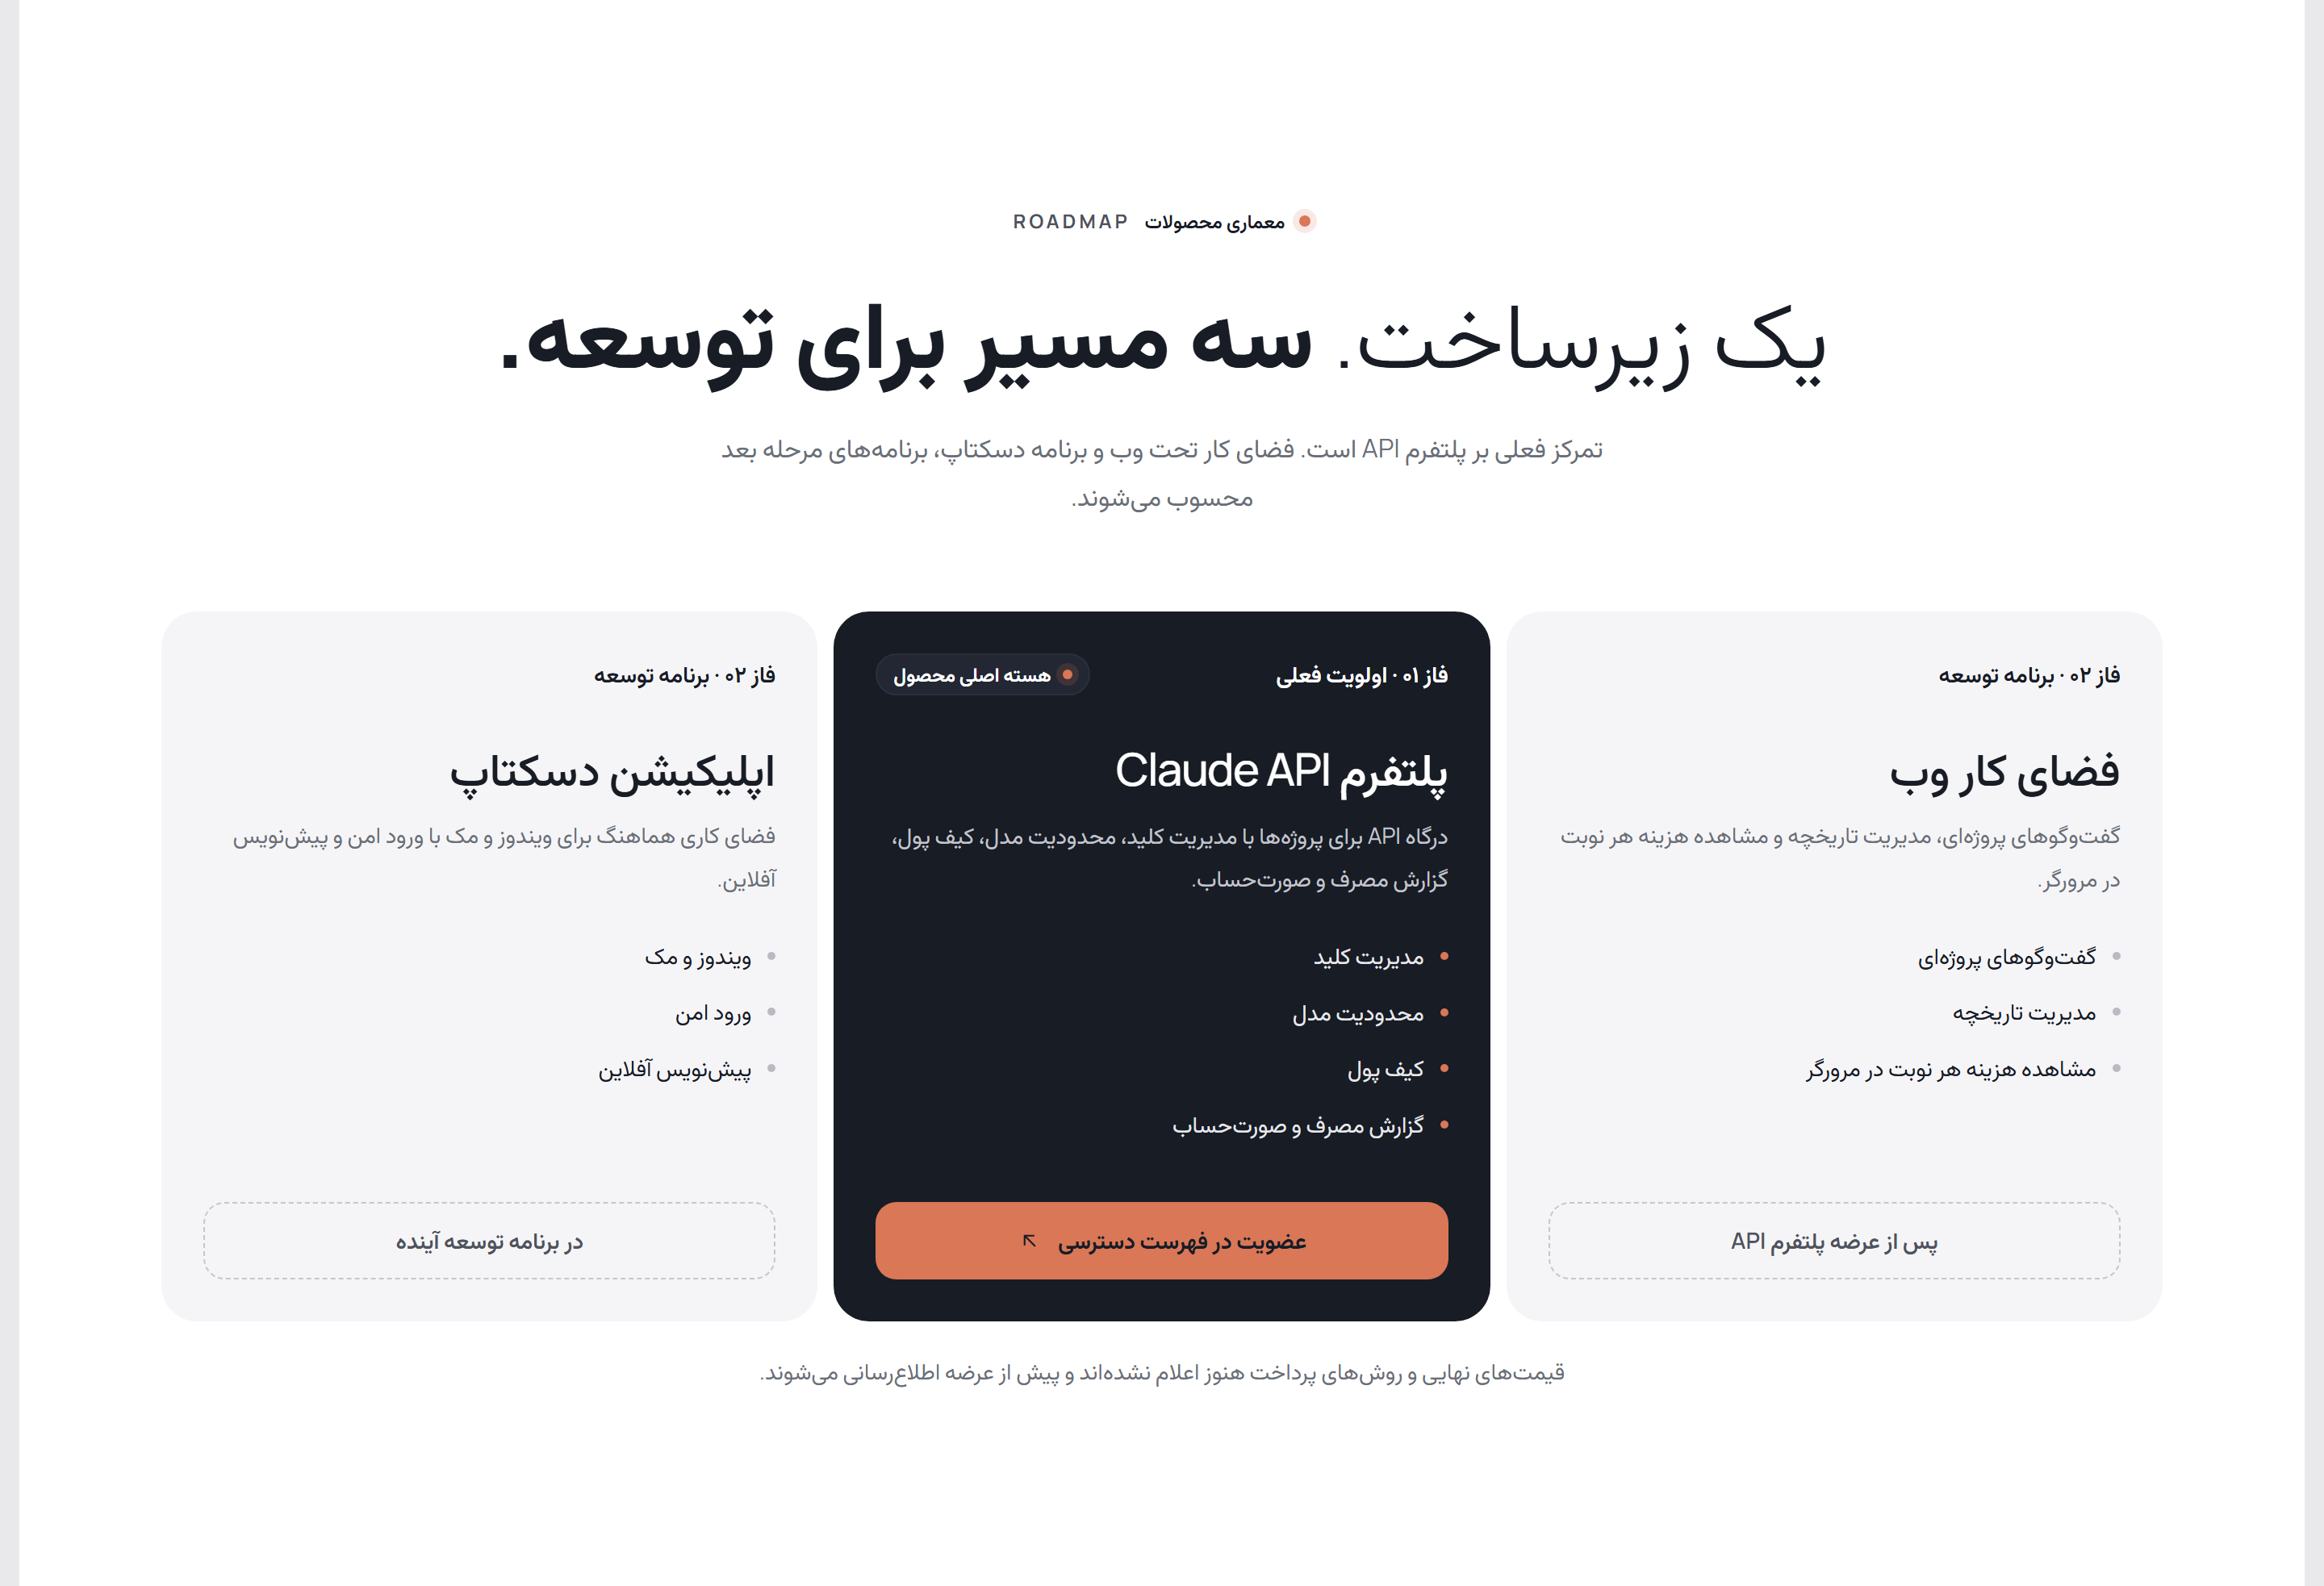 معماری محصولات ROADMAP
یک زیرساخت. سه مسیر برای توسعه.
تمرکز فعلی بر پلتفرم API است. فضای کار تحت وب و برنامه دسکتاپ، برنامه‌های مرحله بعد
محسوب می‌شوند.
فاز ۰۲ · برنامه توسعه
فضای کار وب
گفت‌وگوهای پروژه‌ای، مدیریت تاریخچه و مشاهده هزینه هر نوبت
در مرورگر.
گفت‌وگوهای پروژه‌ای
مدیریت تاریخچه
مشاهده هزینه هر نوبت در مرورگر
پس از عرضه پلتفرم API
فاز ۰۱ · اولویت فعلی
هسته اصلی محصول
پلتفرم Claude API
درگاه API برای پروژه‌ها با مدیریت کلید، محدودیت مدل، کیف پول،
گزارش مصرف و صورت‌حساب.
مدیریت کلید
محدودیت مدل
کیف پول
گزارش مصرف و صورت‌حساب
عضویت در فهرست دسترسی
فاز ۰۲ · برنامه توسعه
اپلیکیشن دسکتاپ
فضای کاری هماهنگ برای ویندوز و مک با ورود امن و پیش‌نویس
آفلاین.
ویندوز و مک
ورود امن
پیش‌نویس آفلاین
در برنامه توسعه آینده
قیمت‌های نهایی و روش‌های پرداخت هنوز اعلام نشده‌اند و پیش از عرضه اطلاع‌رسانی می‌شوند.